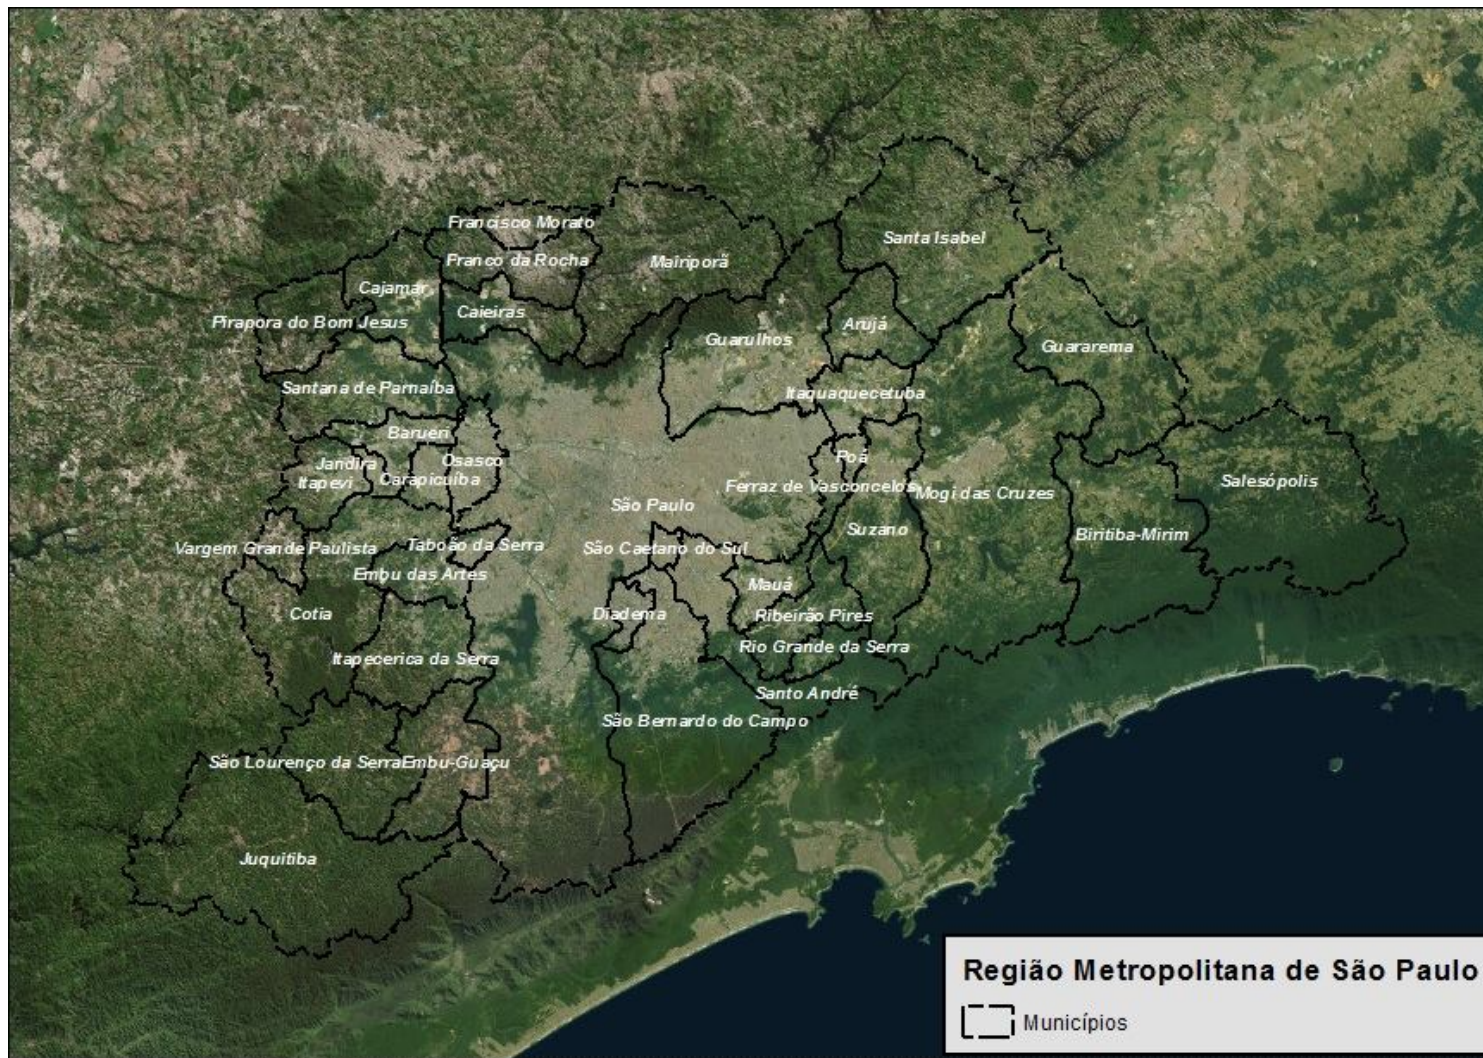 Francisco Morato
Santa Isabel
Franco da Rocha
Mairiporã
Cajamar
Caieiras
Pirapora do Bom Jesus
Arujá
Guarulhos
Guararema
Santana de Parnaíba
Itaquaquecetuba
Barueri
Jandira
Osasco
Poá
Itapevi
Carapicuíba
Ferraz de Vasconcelos
Mogi das Cruzes
Salesópolis
São Paulo
Suzano
Biritiba-Mirim
Vargem Grande Paulista
Taboão da Serra
São Caetano do Sul
Embu das Artes
Mauá
Cotia
Diadema
Ribeirão Pires
Itapecerica da Serra
Rio Grande da Serra
Santo André
São Bernardo do Campo
São Lourenço da Serra
Embu-Guaçu
Juquitiba
Região Metropolitana de São Paulo
Municípios